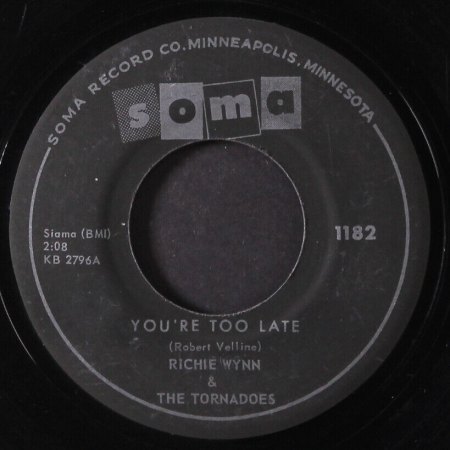 SOMA RECORD CO. MINNEAPOLIS, MINNESOTA
soma
Siama (BMI)
2:08
KB 2796A
1182
YOU'RE TOO LATE
(Robert Velline)
RICHIE WYNN
&
THE TORNADOES